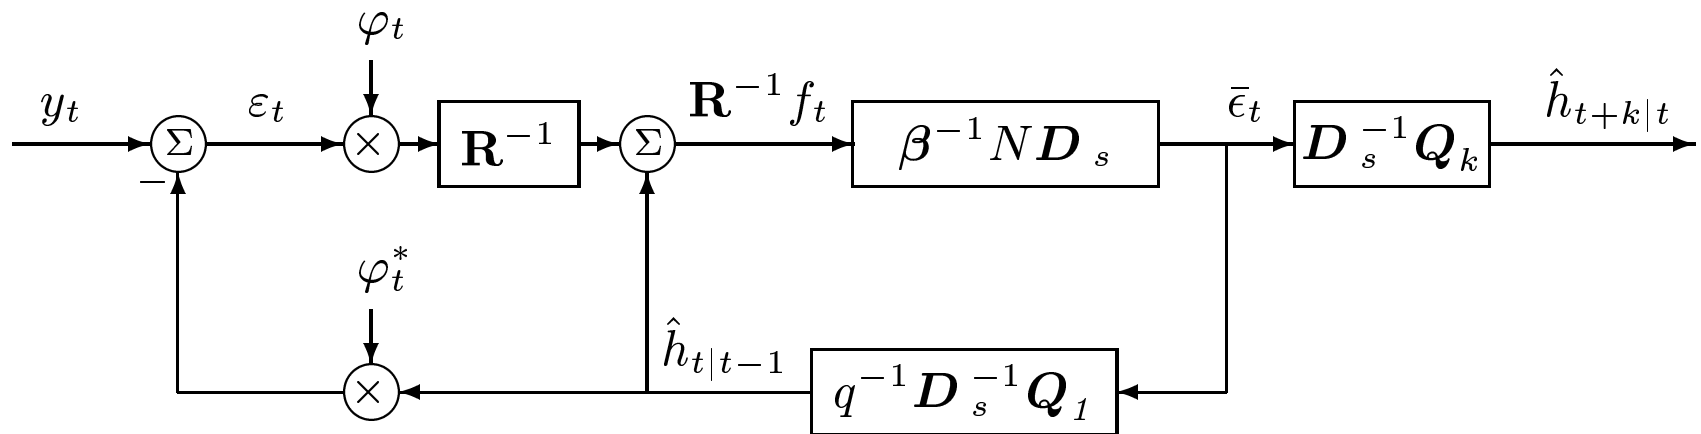 φ_t
y_t
ε_t
R^{-1} f_t
ϵ̄_t
ĥ_{t+k|t}
Σ
×
R^{-1}
Σ
β^{-1} N D_s
D_s^{-1} Q_k
−
φ_t^*
ĥ_{t|t-1}
×
q^{-1} D_s^{-1} Q_1